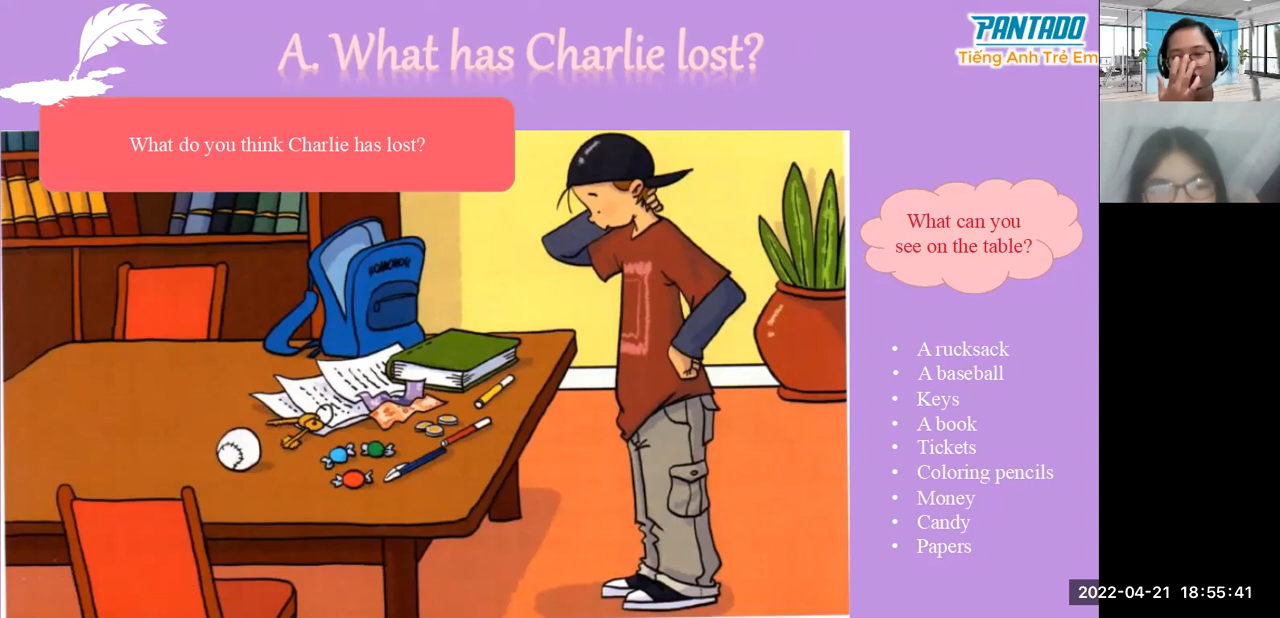 A. What has Charlie lost?
PANTADO
Tiếng Anh Trẻ Em
What do you think Charlie has lost?
What can you
see on the table?
• A rucksack
• A baseball
• Keys
• A book
• Tickets
• Coloring pencils
• Money
• Candy
• Papers
2022-04-21 18:55:41